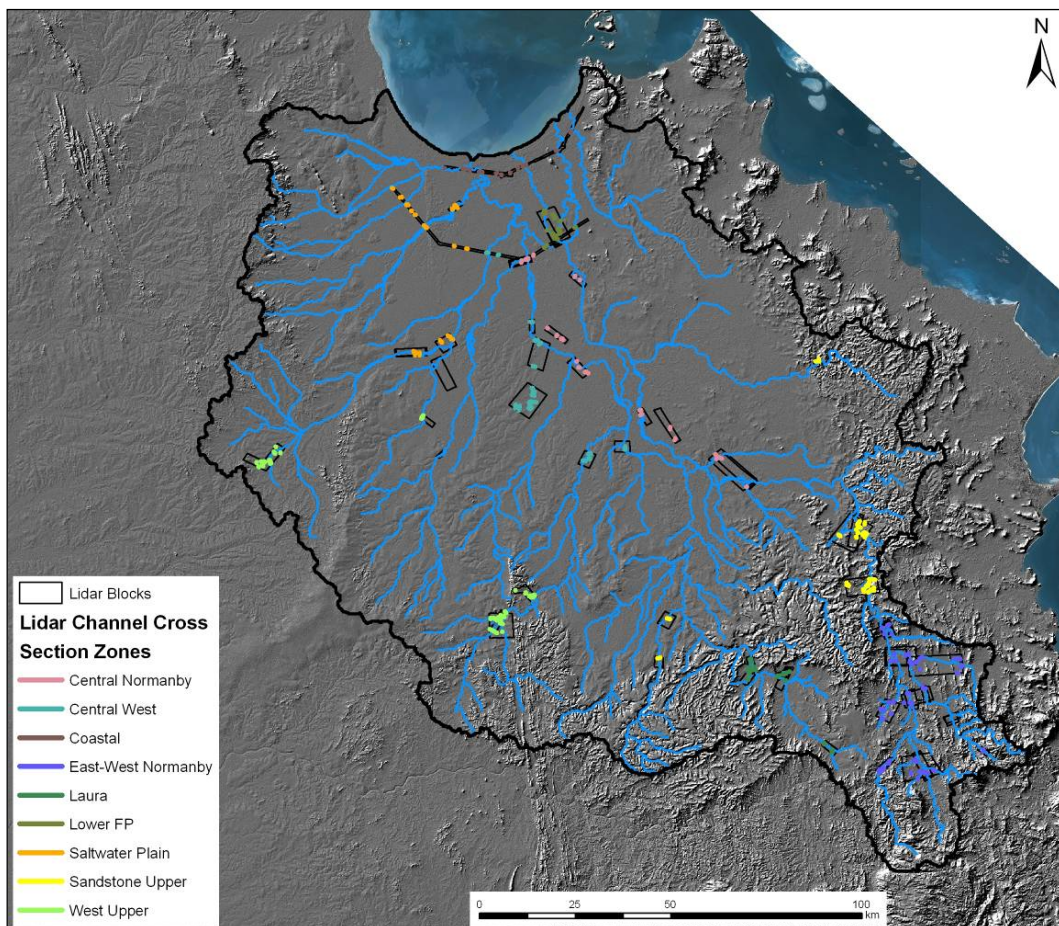 N
Lidar Blocks
Lidar Channel Cross
Section Zones
Central Normanby
Central West
Coastal
East-West Normanby
Laura
Lower FP
Saltwater Plain
Sandstone Upper
West Upper
0 25 50 100
km